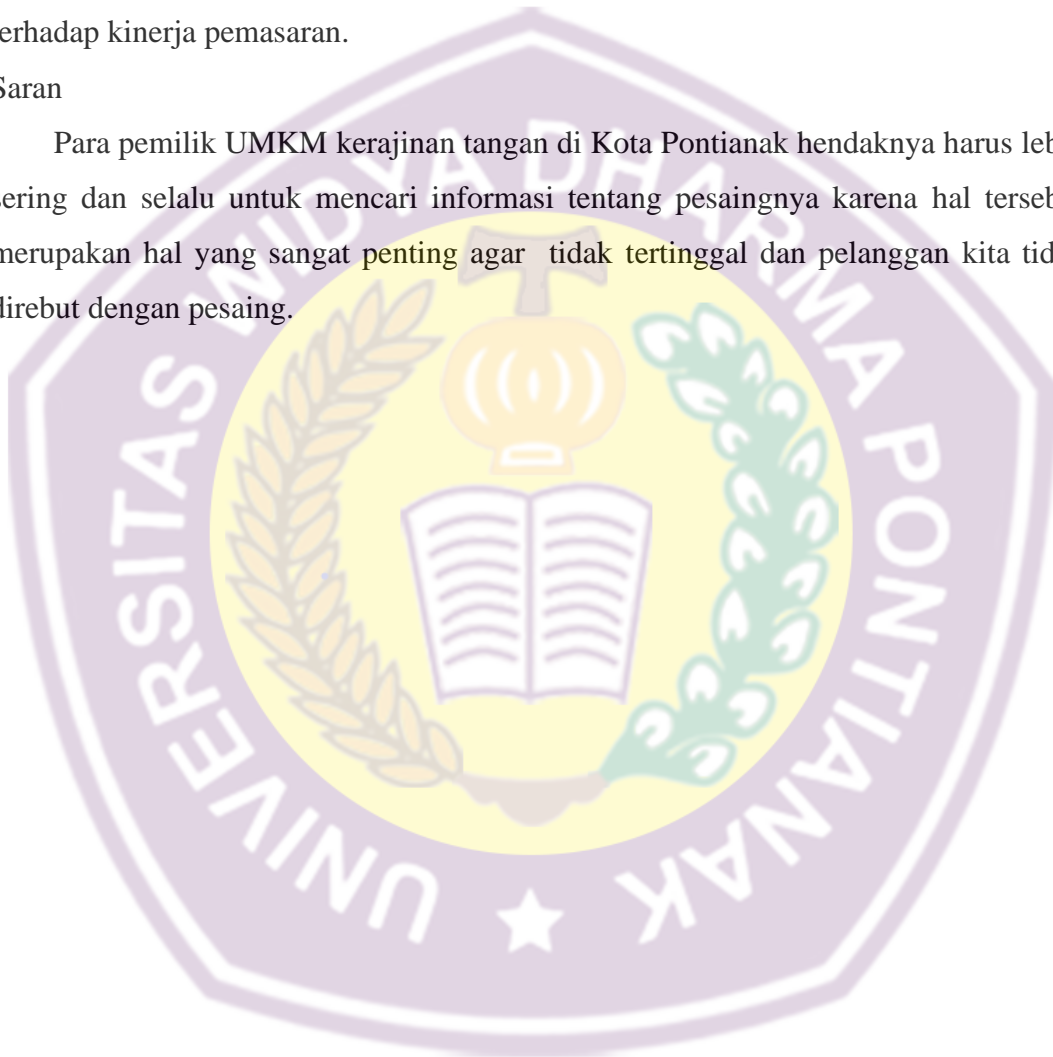 erhadap kinerja pemasaran.
Saran
Para pemilik UMKM kerajinan tangan di Kota Pontianak hendaknya harus leb
sering dan selalu untuk mencari informasi tentang pesaingnya karena hal terseb
merupakan hal yang sangat penting agar tidak tertinggal dan pelanggan kita tid
direbut dengan pesaing.
UNIVERSITAS WIDYA DHARMA PONTIANAK